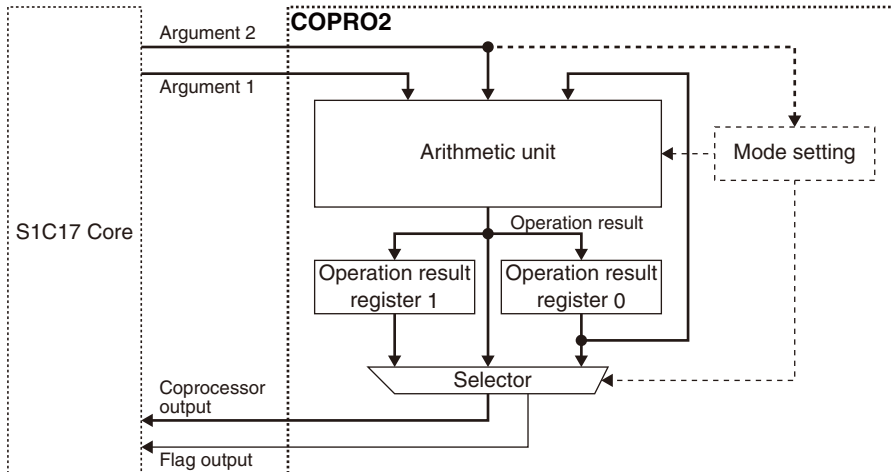 COPRO2
Argument 2
Argument 1
Arithmetic unit
Mode setting
S1C17 Core
Operation result
Operation result
register 1
Operation result
register 0
Selector
Coprocessor
output
Flag output